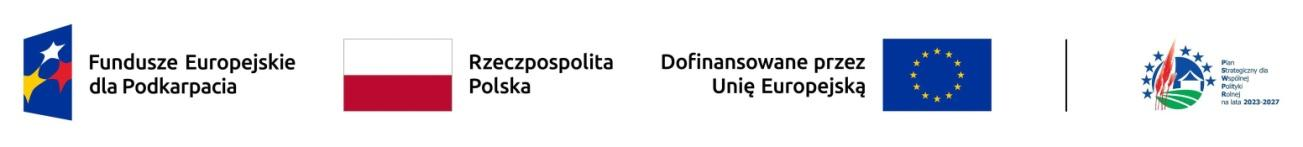 Fundusze Europejskie
dla Podkarpacia
Rzeczpospolita
Polska
Dofinansowane przez
Unię Europejską
Plan
Strategiczny dla
Wspólnej
Polityki
Rolnej
na lata 2023-2027